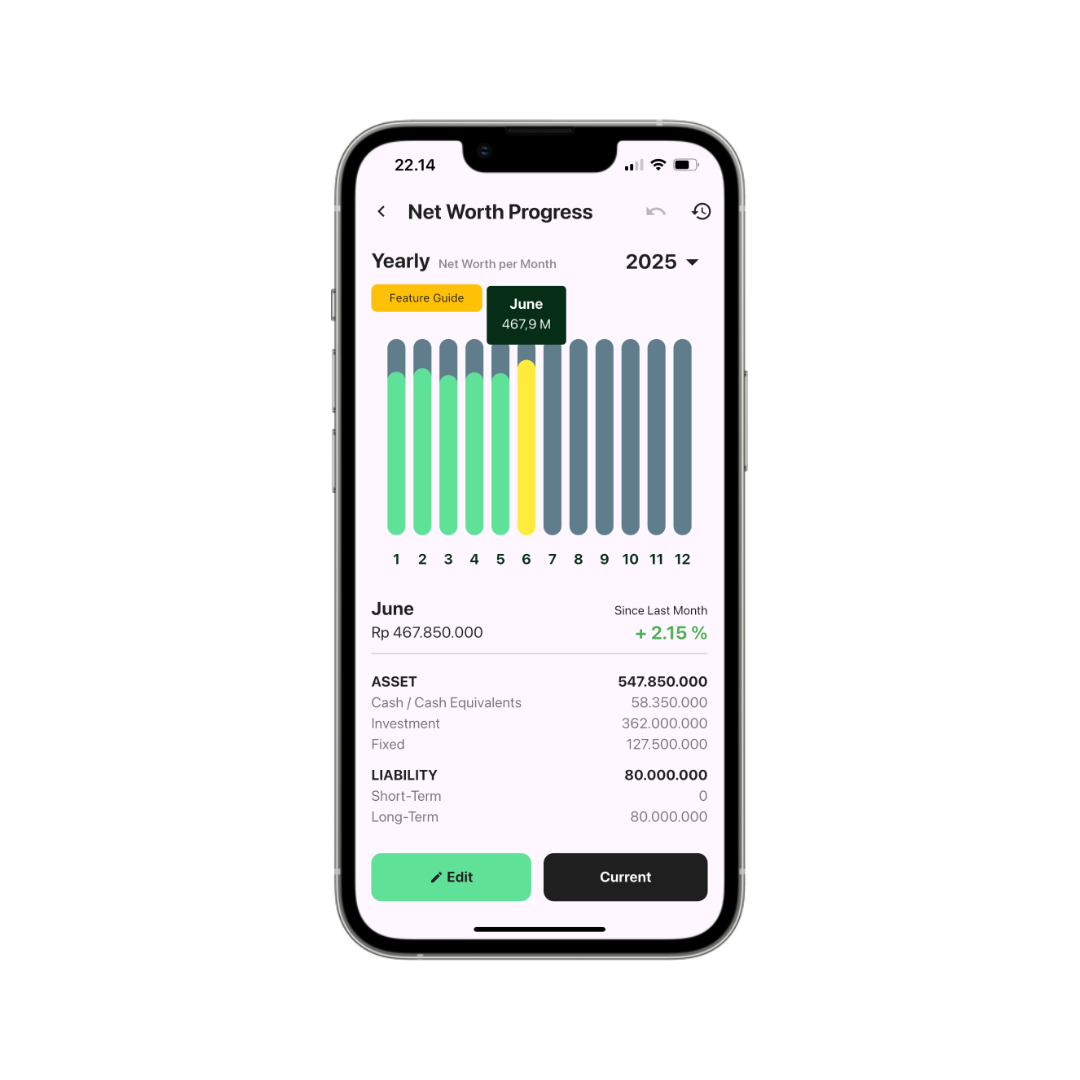 22.14
Net Worth Progress
Yearly Net Worth per Month 2025
Feature Guide
June
467,9 M
1 2 3 4 5 6 7 8 9 10 11 12
June Since Last Month
Rp 467.850.000 + 2.15 %
ASSET 547.850.000
Cash / Cash Equivalents 58.350.000
Investment 362.000.000
Fixed 127.500.000
LIABILITY 80.000.000
Short-Term 0
Long-Term 80.000.000
Edit Current